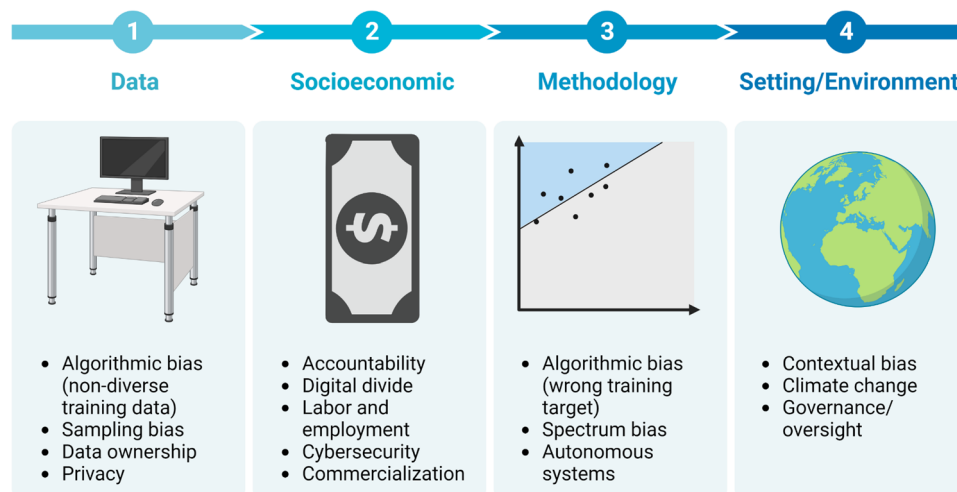 1
2
3
4
Data
Socioeconomic
Methodology
Setting/Environment
• Algorithmic bias
(non-diverse
training data)
• Sampling bias
• Data ownership
• Privacy
• Accountability
• Digital divide
• Labor and
employment
• Cybersecurity
• Commercialization
• Algorithmic bias
(wrong training
target)
• Spectrum bias
• Autonomous
systems
• Contextual bias
• Climate change
• Governance/
oversight